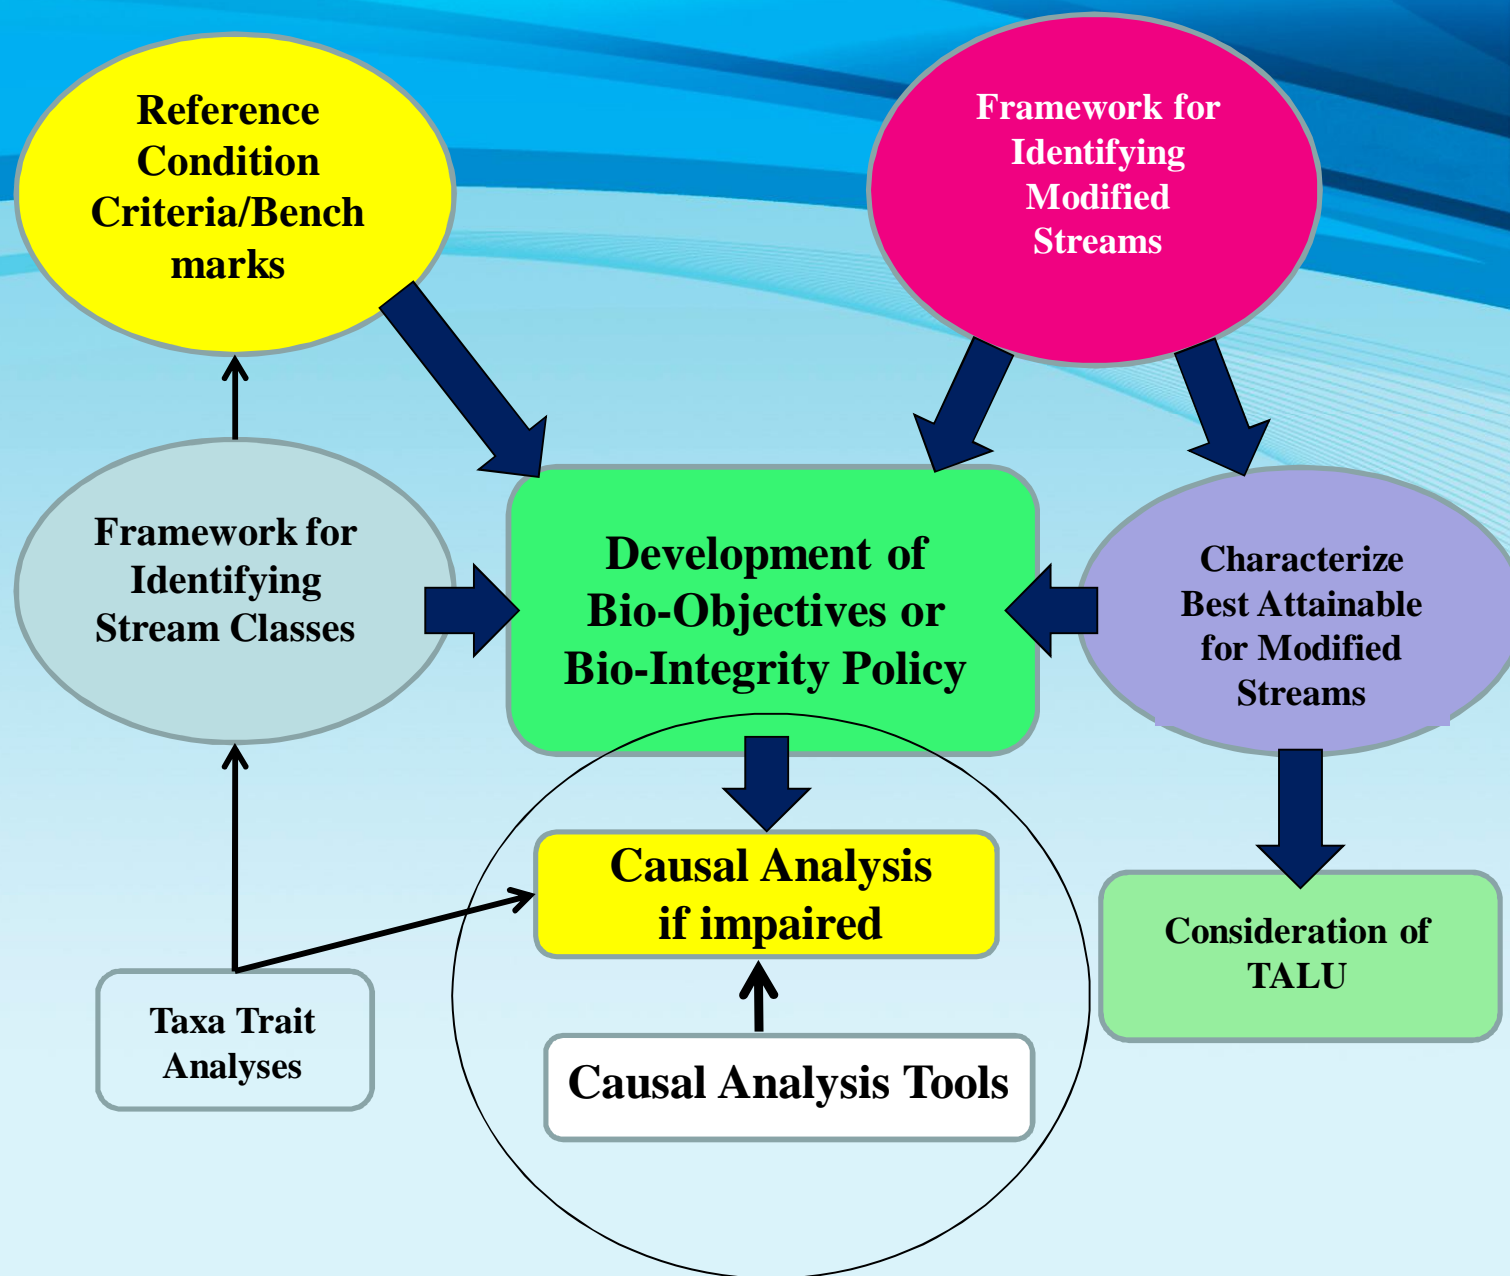 Reference
Condition
Criteria/Bench
marks
Framework for
Identifying
Modified
Streams
Framework for
Identifying
Stream Classes
Development of
Bio-Objectives or
Bio-Integrity Policy
Characterize
Best Attainable
for Modified
Streams
Causal Analysis
if impaired
Consideration of
TALU
Taxa Trait
Analyses
Causal Analysis Tools